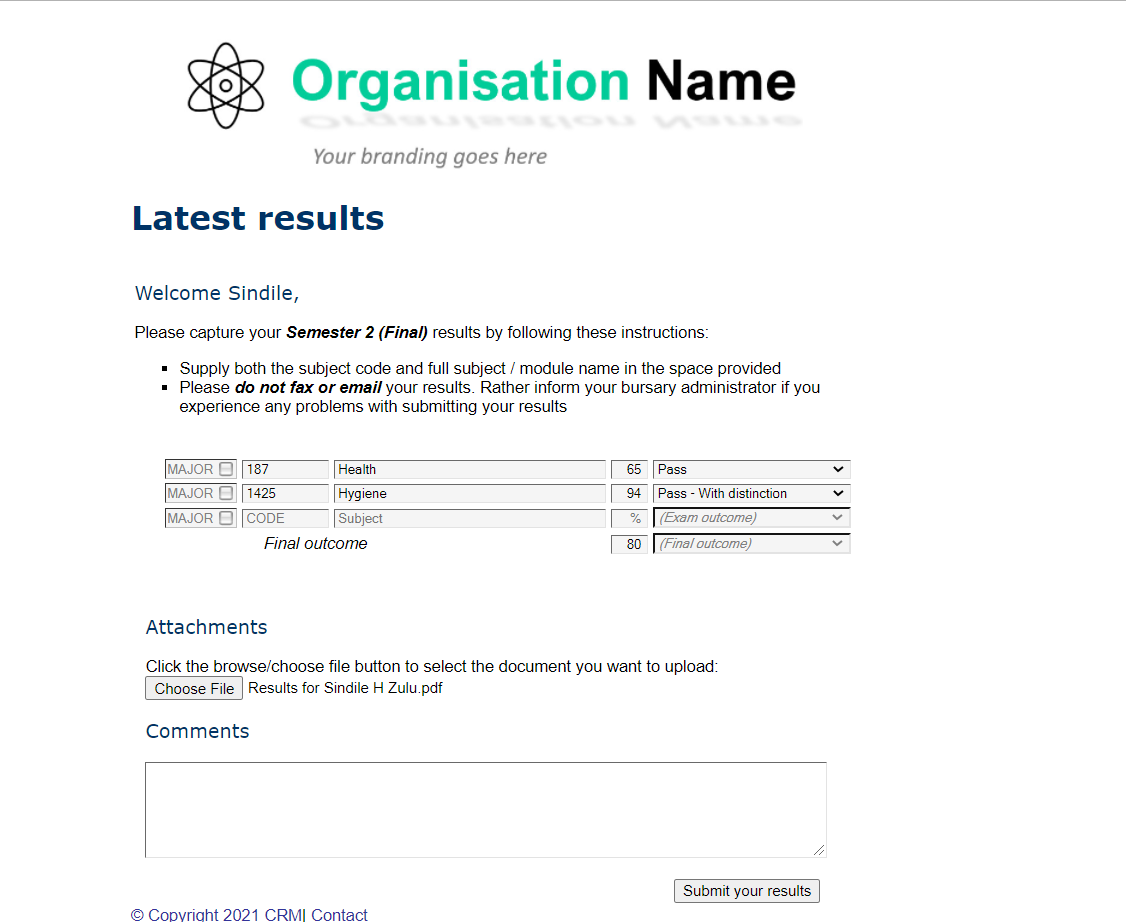 Organisation Name
Your branding goes here
Latest results
Welcome Sindile,
Please capture your Semester 2 (Final) results by following these instructions:
Supply both the subject code and full subject / module name in the space provided
Please do not fax or email your results. Rather inform your bursary administrator if you
experience any problems with submitting your results
MAJOR 187 Health 65 Pass
MAJOR 1425 Hygiene 94 Pass - With distinction
MAJOR CODE Subject % (Exam outcome)
Final outcome 80 (Final outcome)
Attachments
Click the browse/choose file button to select the document you want to upload:
Choose File Results for Sindile H Zulu.pdf
Comments
Submit your results
© Copyright 2021 CRM| Contact